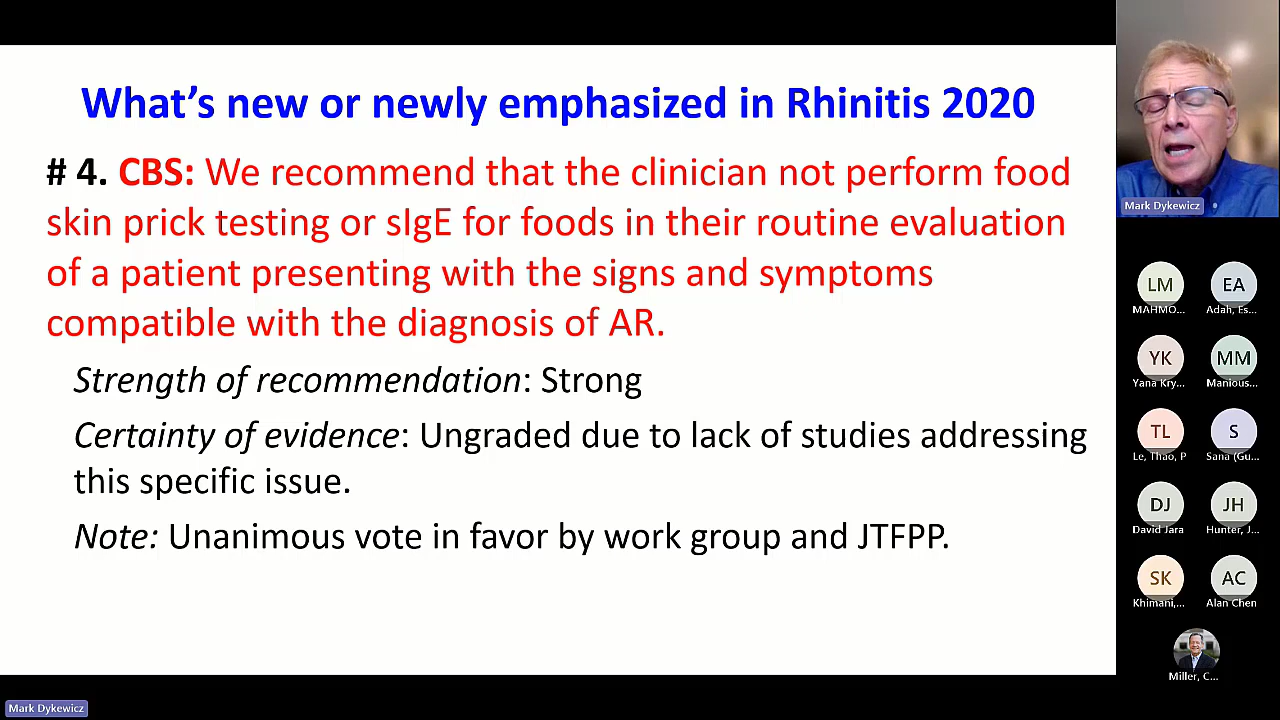 What's new or newly emphasized in Rhinitis 2020
# 4. CBS: We recommend that the clinician not perform food
skin prick testing or sIgE for foods in their routine evaluation
of a patient presenting with the signs and symptoms
compatible with the diagnosis of AR.
Strength of recommendation: Strong
Certainty of evidence: Ungraded due to lack of studies addressing
this specific issue.
Note: Unanimous vote in favor by work group and JTFPP.
Mark Dykewicz
LM
MAHMO...
EA
Adah, Es...
YK
Yana Kry...
MM
Manious...
TL
Le, Thao, P
S
Sana (Gu...
DJ
David Jara
JH
Hunter, J...
SK
Khimani,...
AC
Alan Chen
Miller, C...
Mark Dykewicz